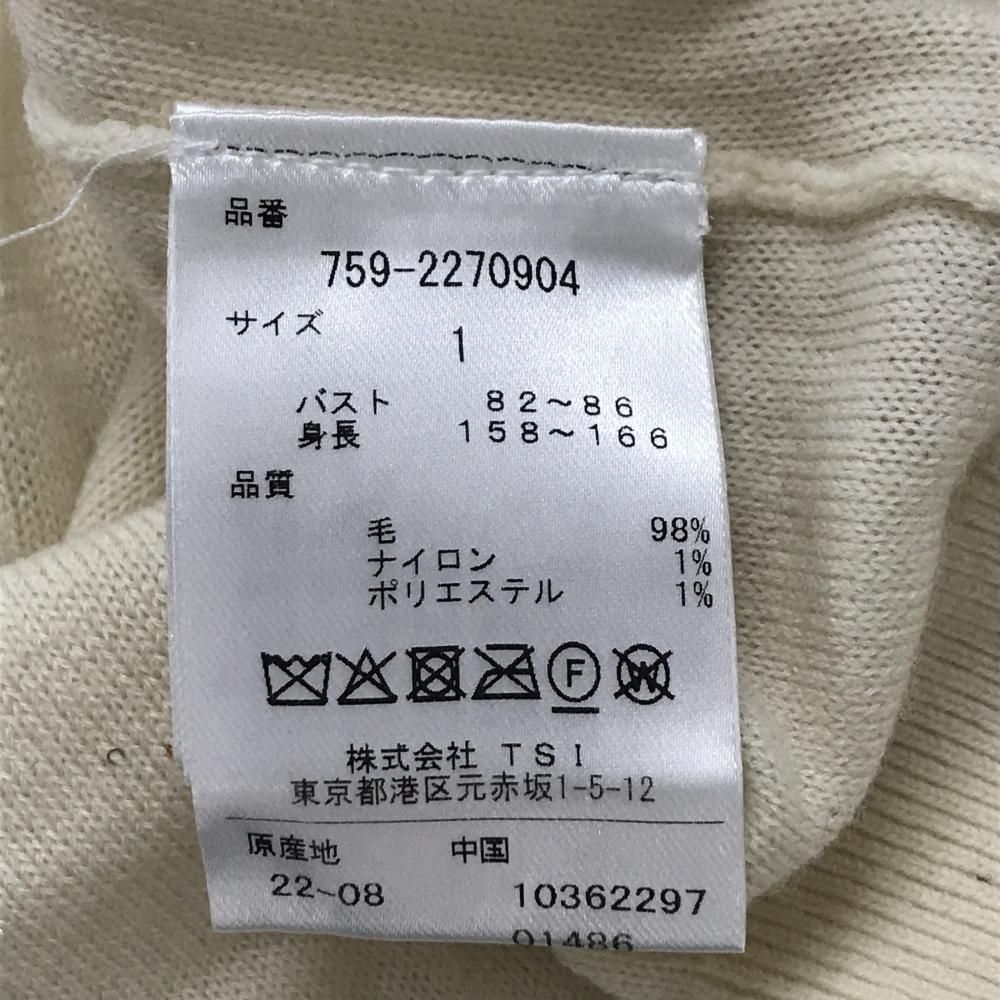 品番
759-2270904
サイズ
1
バスト 82~86
身長 158~166
品質
毛 98%
ナイロン 1%
ポリエステル 1%
F W
株式会社 TSI
東京都港区元赤坂1-5-12
原産地 中国
22-08 10362297
01486